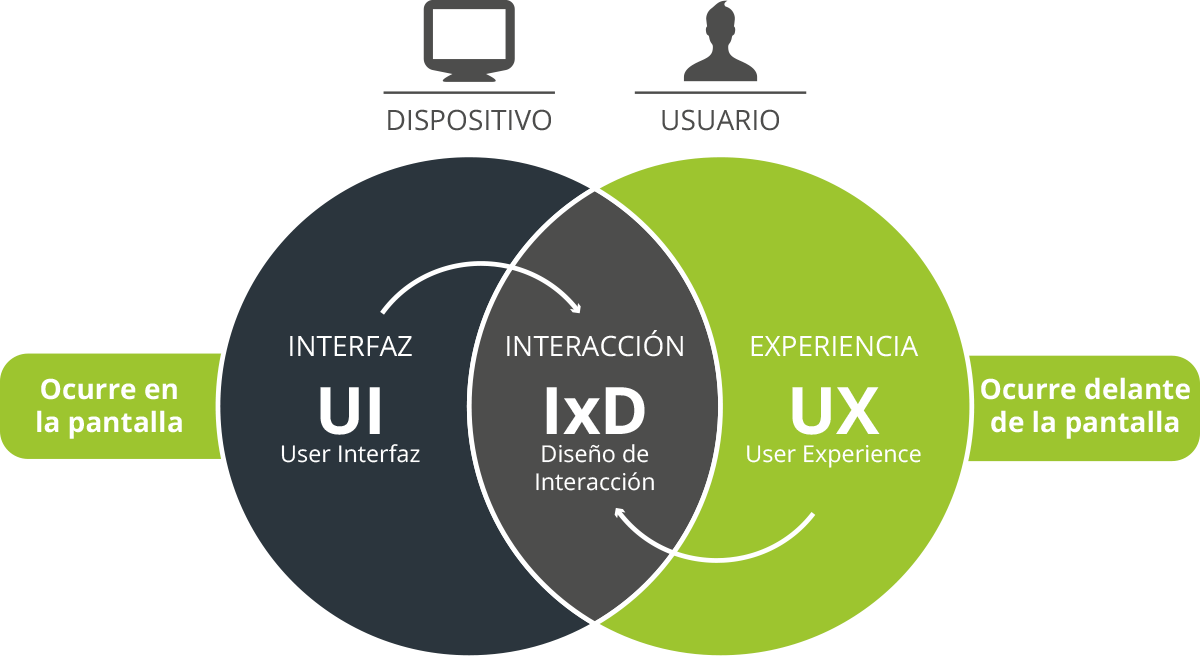 DISPOSITIVO
USUARIO
Ocurre en
la pantalla
INTERFAZ
UI
User Interfaz
INTERACCIÓN
IxD
Diseño de
Interacción
EXPERIENCIA
UX
User Experience
Ocurre delante
de la pantalla